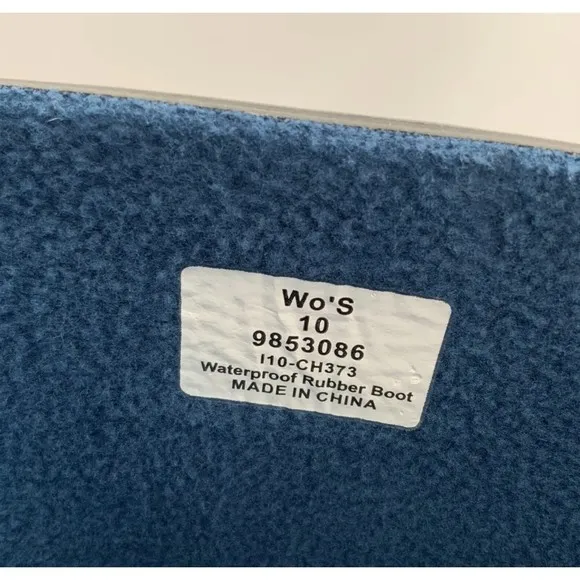 Wo'S
10
9853086
I10-CH373
Waterproof Rubber Boot
MADE IN CHINA